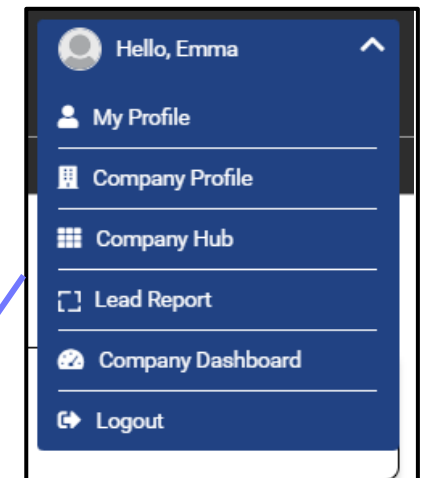 Hello, Emma
My Profile
Company Profile
Company Hub
Lead Report
Company Dashboard
Logout